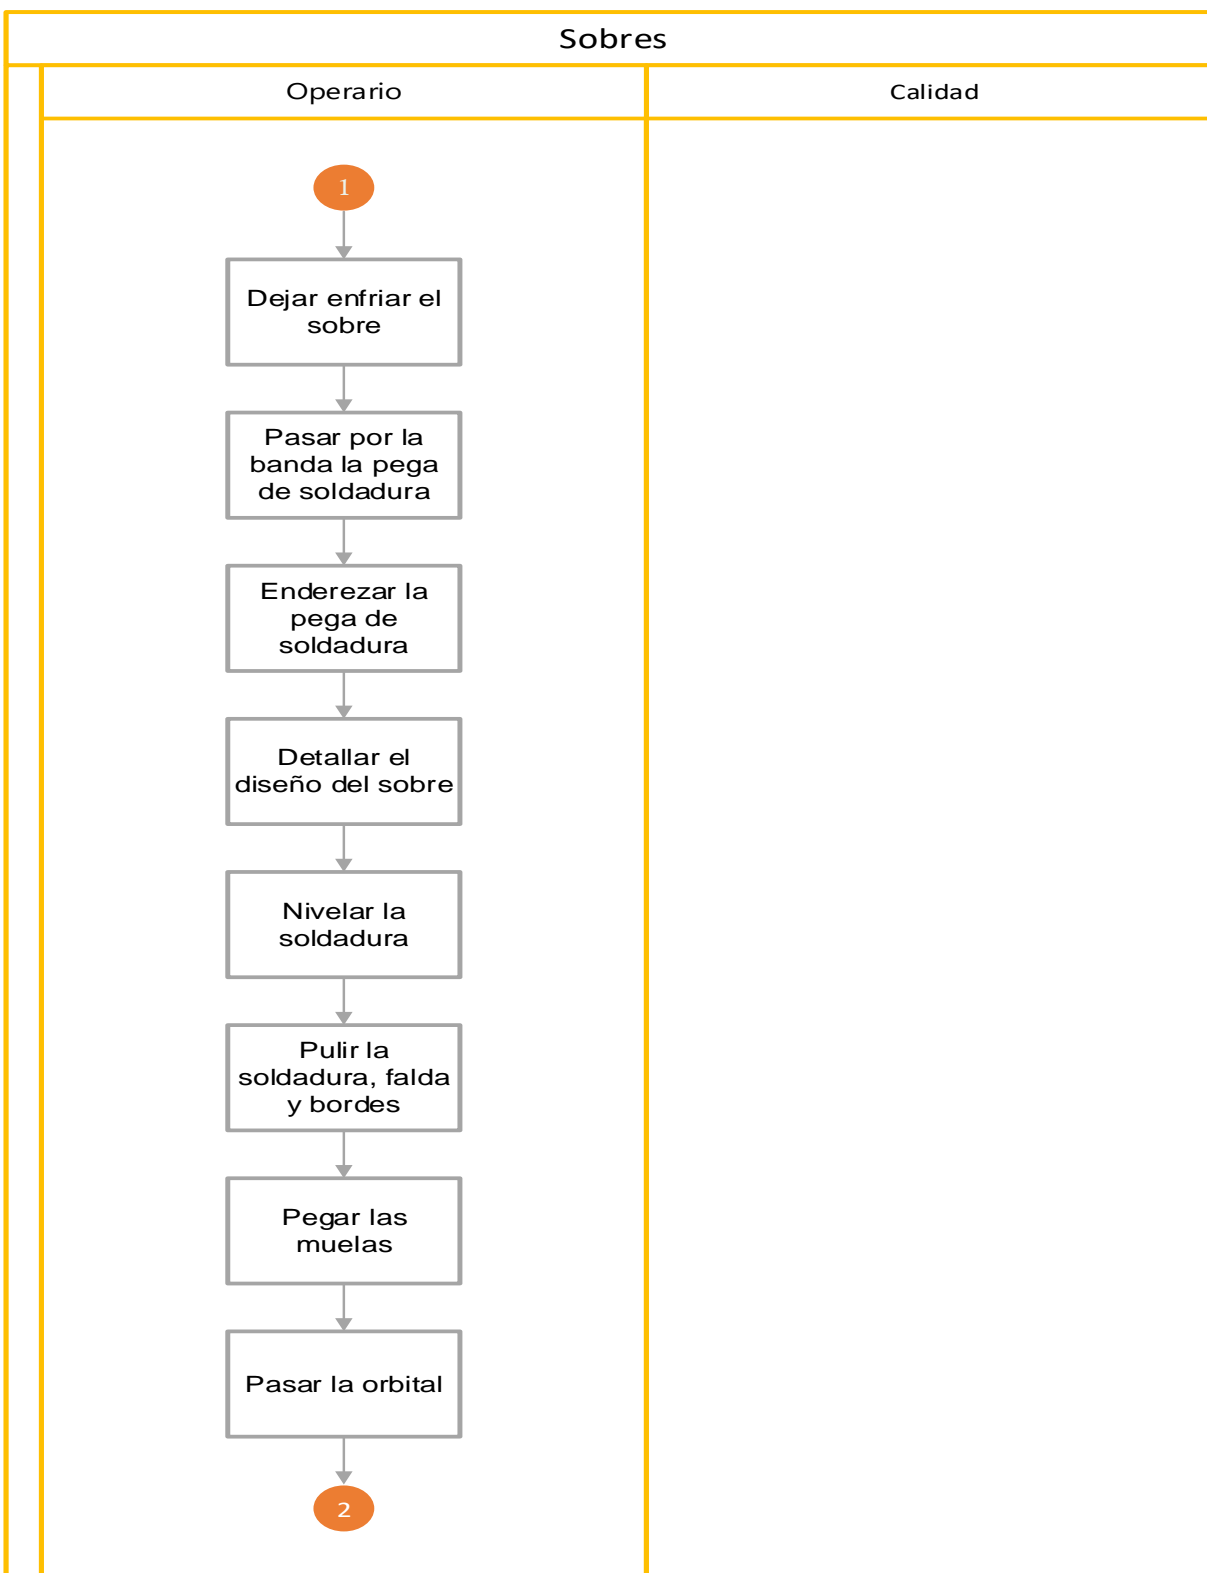 Sobres
Operario
Calidad
1
Dejar enfriar el
sobre
Pasar por la
banda la pega
de soldadura
Enderezar la
pega de
soldadura
Detallar el
diseño del sobre
Nivelar la
soldadura
Pulir la
soldadura, falda
y bordes
Pegar las
muelas
Pasar la orbital
2